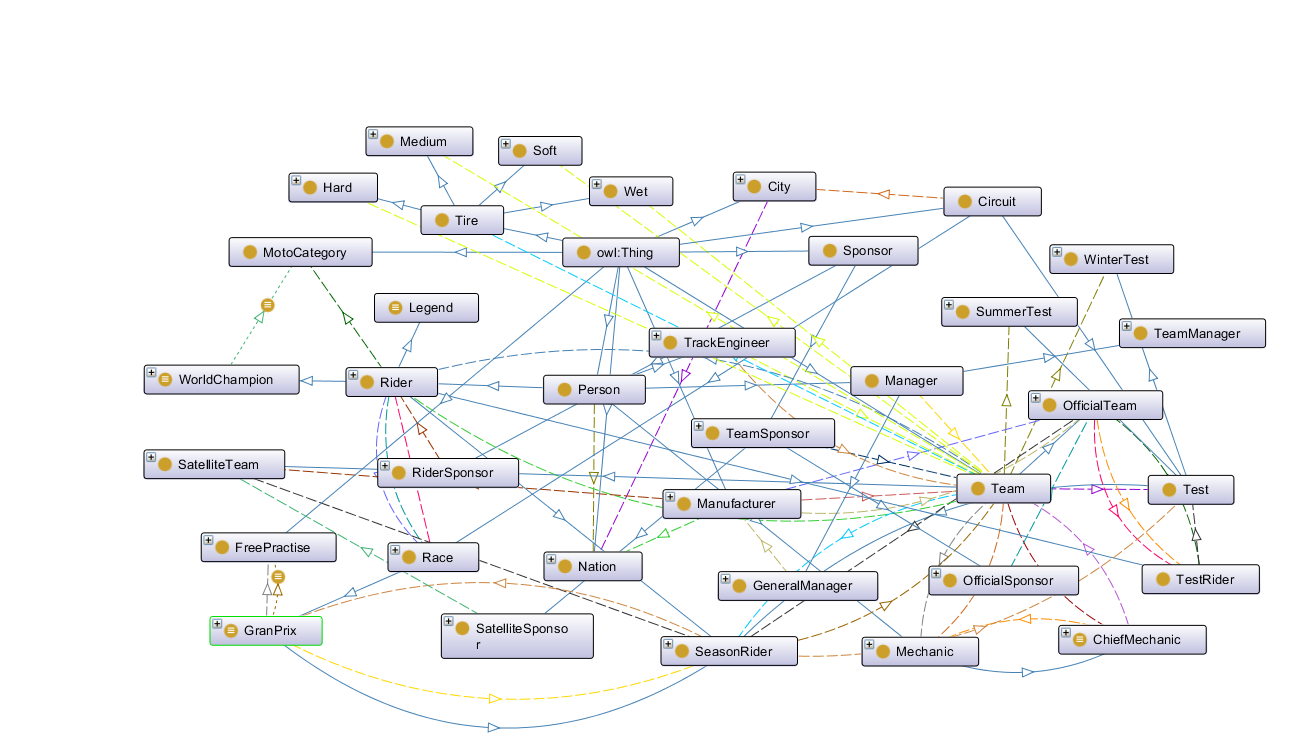 Medium
Soft
Hard
Wet
City
Circuit
Tire
MotoCategory
owl:Thing
Sponsor
WinterTest
Legend
SummerTest
TeamManager
TrackEngineer
WorldChampion
Rider
Person
Manager
OfficialTeam
TeamSponsor
SatelliteTeam
RiderSponsor
Manufacturer
Team
Test
FreePractise
Race
Nation
GeneralManager
OfficialSponsor
TestRider
GranPrix
SatelliteSponso
r
SeasonRider
Mechanic
ChiefMechanic